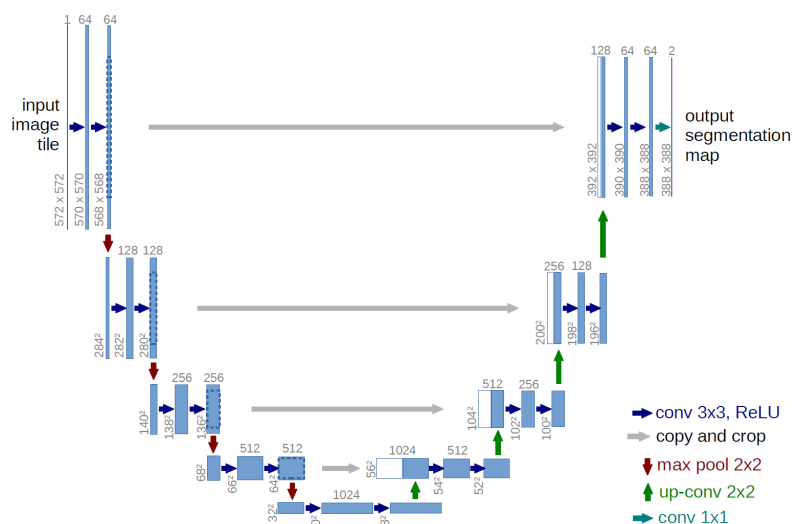 1 64 64
128 64 64 2
input
image
tile
output
segmentation
map
572 x 572
570 x 570
568 x 568
392 x 392
390 x 390
388 x 388
388 x 388
128 128
256 128
284²
282²
280²
200²
198²
196²
256 256
512 256
140²
138²
136²
104²
102²
100²
512 512
1024 512
68²
66²
64²
56²
54²
52²
1024
32²
conv 3x3, ReLU
copy and crop
max pool 2x2
up-conv 2x2
conv 1x1